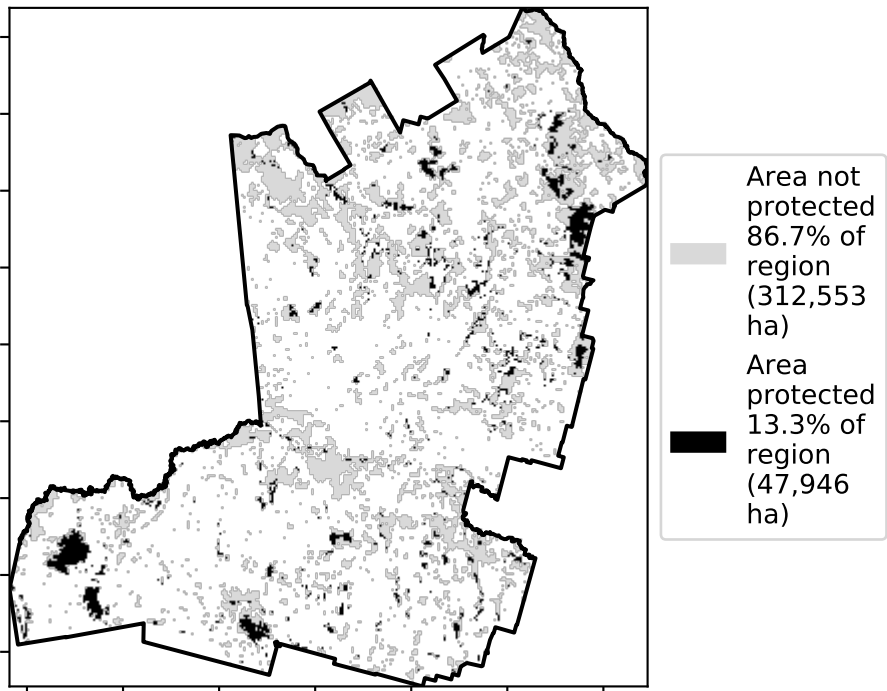 Area not
protected
86.7% of
region
(312,553
ha)
Area
protected
13.3% of
region
(47,946
ha)